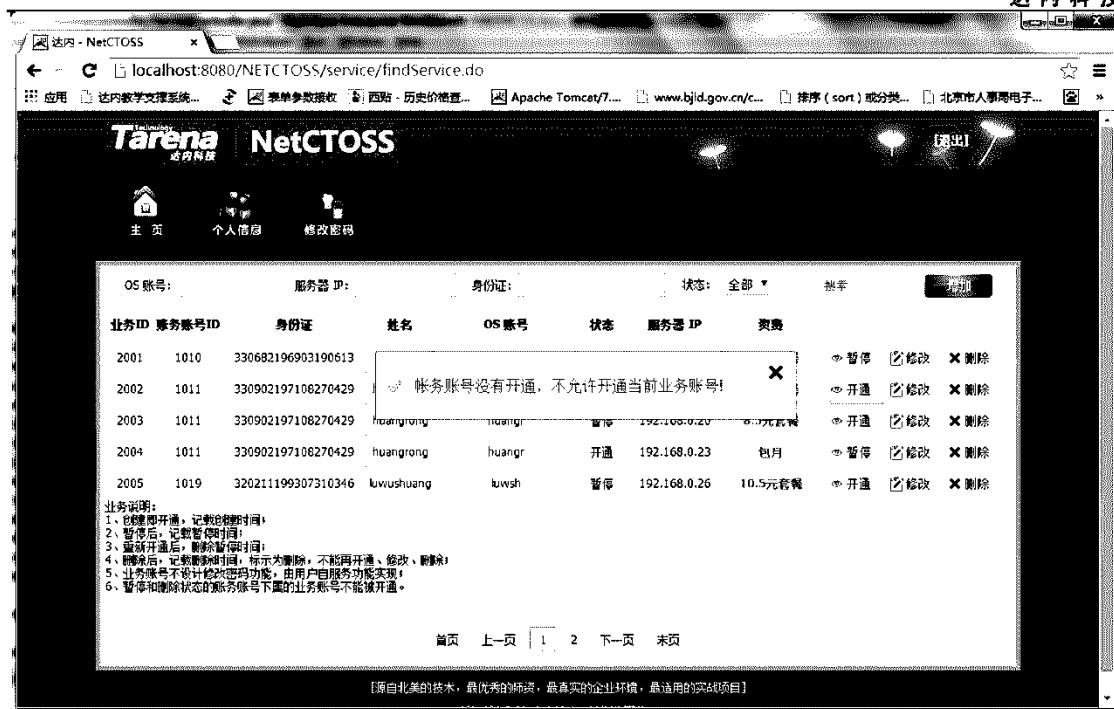 达内科技
达内 - NetCTOSS
localhost:8080/NETCTOSS/service/findService.do
应用 达内教学支撑系统... 表单参数接收 西贴 - 历史价格查... Apache Tomcat/7.... www.bjld.gov.cn/c... 排序（sort）或分类... 北京市人事局电子... »
Tarena 达内科技 NetCTOSS [退出]
主 页 个人信息 修改密码
OS 账号: 服务器 IP: 身份证: 状态: 全部 搜索 增加
业务ID 账务账号ID 身份证 姓名 OS 账号 状态 服务器 IP 资费
2001 1010 330682196903190613 暂停 修改 删除
帐务账号没有开通，不允许开通当前业务账号!
2002 1011 330902197108270429 开通 修改 删除
2003 1011 330902197108270429 huangrong huangr 暂停 192.168.0.20 8.5元套餐 开通 修改 删除
2004 1011 330902197108270429 huangrong huangr 开通 192.168.0.23 包月 暂停 修改 删除
2005 1019 320211199307310346 luwushuang luwsh 暂停 192.168.0.26 10.5元套餐 开通 修改 删除
业务说明:
1、创建即开通，记载创建时间;
2、暂停后，记载暂停时间;
3、重新开通后，删除暂停时间;
4、删除后，记载删除时间，标示为删除，不能再开通、修改、删除;
5、业务账号不设计修改密码功能，由用户自服务功能实现;
6、暂停和删除状态的账务账号下属的业务账号不能被开通。
首页 上一页 1 2 下一页 末页
[源自北美的技术，最优秀的师资，最真实的企业环境，最适用的实战项目]